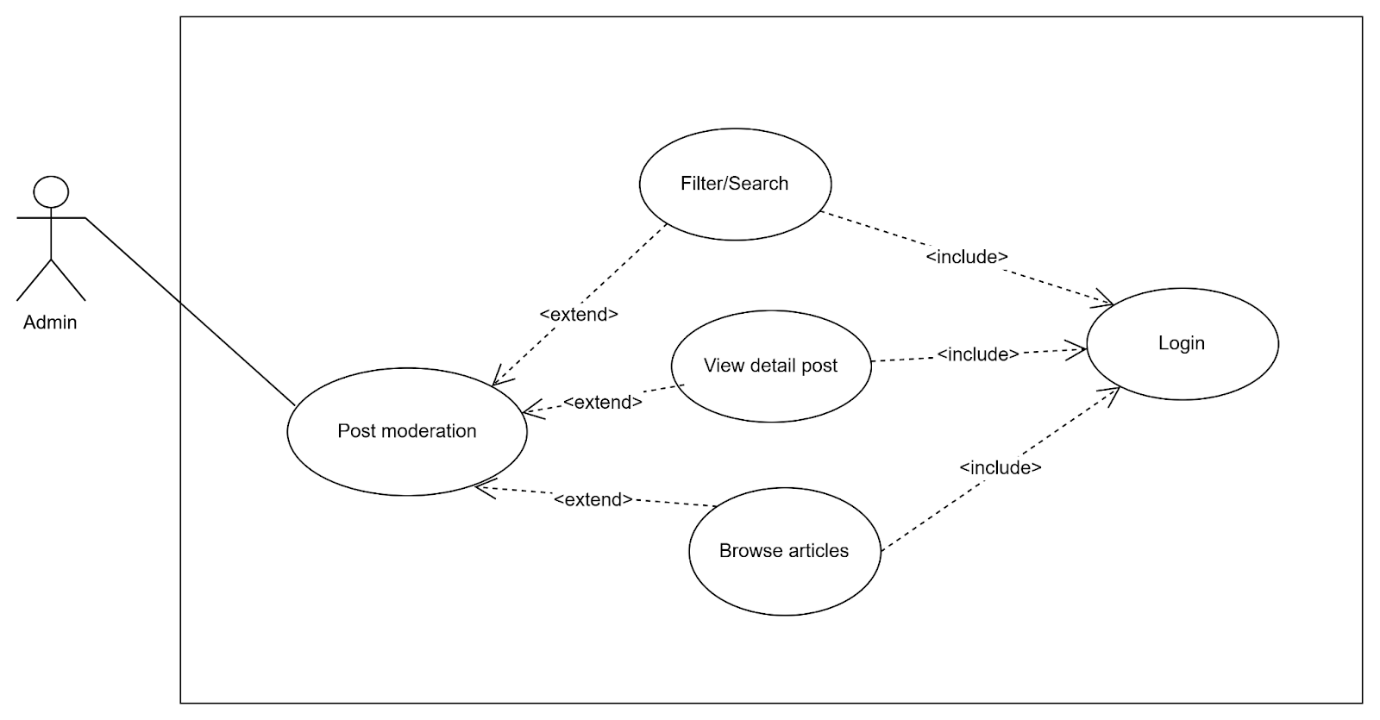 Filter/Search
<include>
Admin
<extend>
Login
View detail post
<include>
<extend>
Post moderation
<include>
<extend>
Browse articles